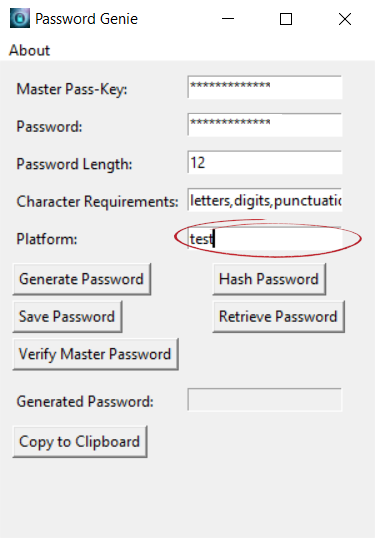 Password Genie
About
Master Pass-Key: *************
Password: *************
Password Length: 12
Character Requirements: letters,digits,punctuatic
Platform: test
Generate Password Hash Password
Save Password Retrieve Password
Verify Master Password
Generated Password:
Copy to Clipboard